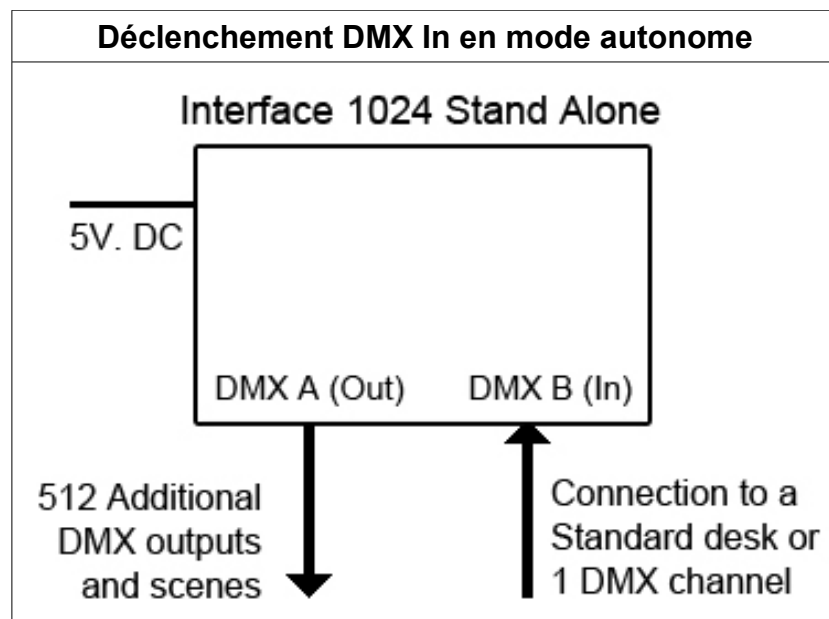 Déclenchement DMX In en mode autonome
Interface 1024 Stand Alone
5V. DC
DMX A (Out)
DMX B (In)
512 Additional
DMX outputs
and scenes
Connection to a
Standard desk or
1 DMX channel